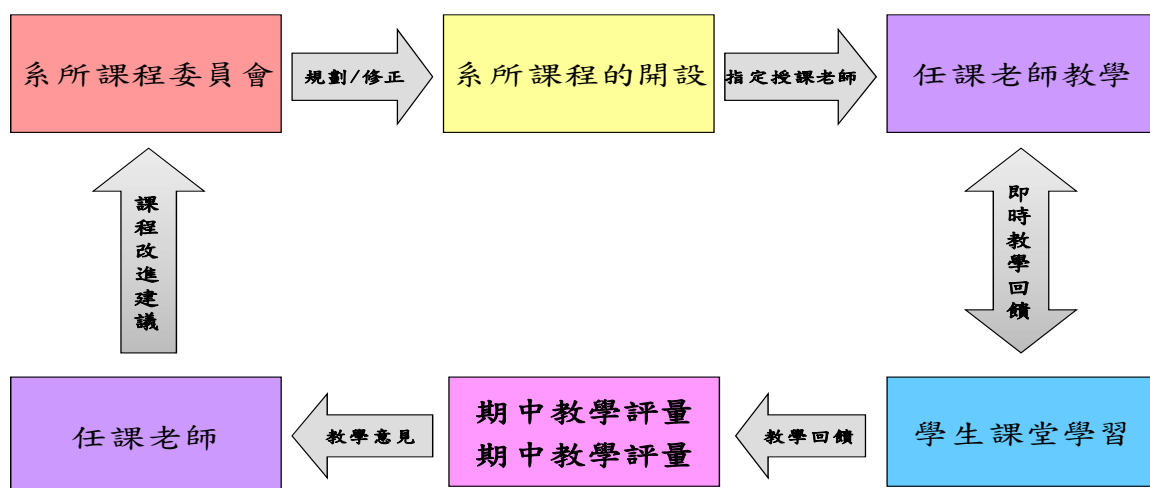 系所課程委員會
規劃/修正
系所課程的開設
指定授課老師
任課老師教學
課程改進建議
即時教學回饋
任課老師
教學意見
期中教學評量
期中教學評量
教學回饋
學生課堂學習